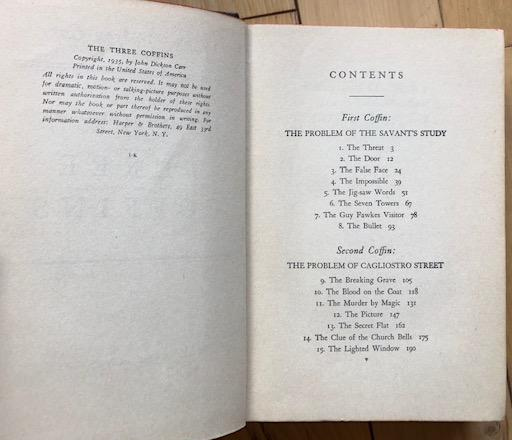 THE THREE COFFINS
Copyright, 1935, by John Dickson Carr
Printed in the United States of America
All rights in this book are reserved. It may not be used
for dramatic, motion- or talking-picture purposes without
written authorization from the holder of these rights.
Nor may the book or part thereof be reproduced in any
manner whatsoever without permission in writing. For
information address: Harper & Brothers, 49 East 33rd
Street, New York, N. Y.
I-K
CONTENTS
First Coffin:
THE PROBLEM OF THE SAVANT'S STUDY
1. The Threat 3
2. The Door 12
3. The False Face 24
4. The Impossible 39
5. The Jig-saw Words 51
6. The Seven Towers 67
7. The Guy Fawkes Visitor 78
8. The Bullet 93
Second Coffin:
THE PROBLEM OF CAGLIOSTRO STREET
9. The Breaking Grave 105
10. The Blood on the Coat 118
11. The Murder by Magic 131
12. The Picture 147
13. The Secret Flat 162
14. The Clue of the Church Bells 175
15. The Lighted Window 190
v